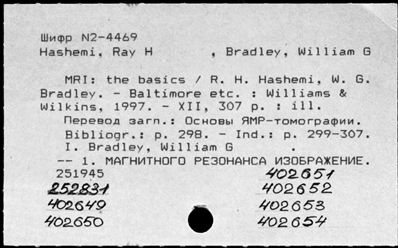 Шифр N2-4469
Hashemi, Ray H , Bradley, William G
MRI: the basics / R. H. Hashemi, W. G.
Bradley. - Baltimore etc. : Williams &
Wilkins, 1997. - XII, 307 p. : ill.
Перевод загл.: Основы ЯМР-томографии.
Bibliogr.: p. 298. - Ind.: p. 299-307.
I. Bradley, William G .
-- 1. МАГНИТНОГО РЕЗОНАНСА ИЗОБРАЖЕНИЕ.
251945 402651
252831 402652
402649 402653
402650 402654